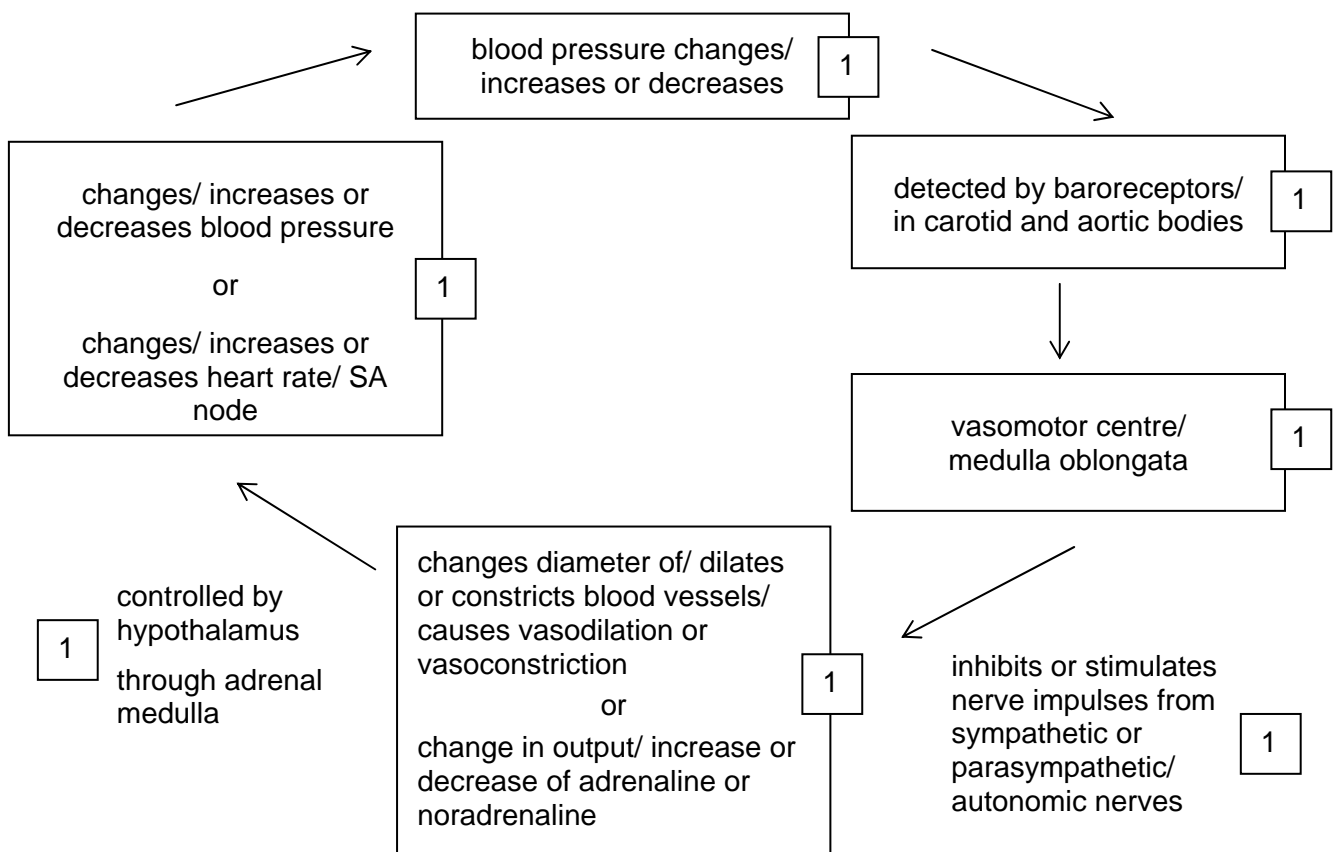 blood pressure changes/
increases or decreases
1
detected by baroreceptors/
in carotid and aortic bodies
1
vasomotor centre/
medulla oblongata
1
inhibits or stimulates
nerve impulses from
sympathetic or
parasympathetic/
autonomic nerves
1
changes diameter of/ dilates
or constricts blood vessels/
causes vasodilation or
vasoconstriction
or
change in output/ increase or
decrease of adrenaline or
noradrenaline
1
controlled by
hypothalamus
through adrenal
medulla
1
changes/ increases or
decreases blood pressure
or
changes/ increases or
decreases heart rate/ SA
node
1